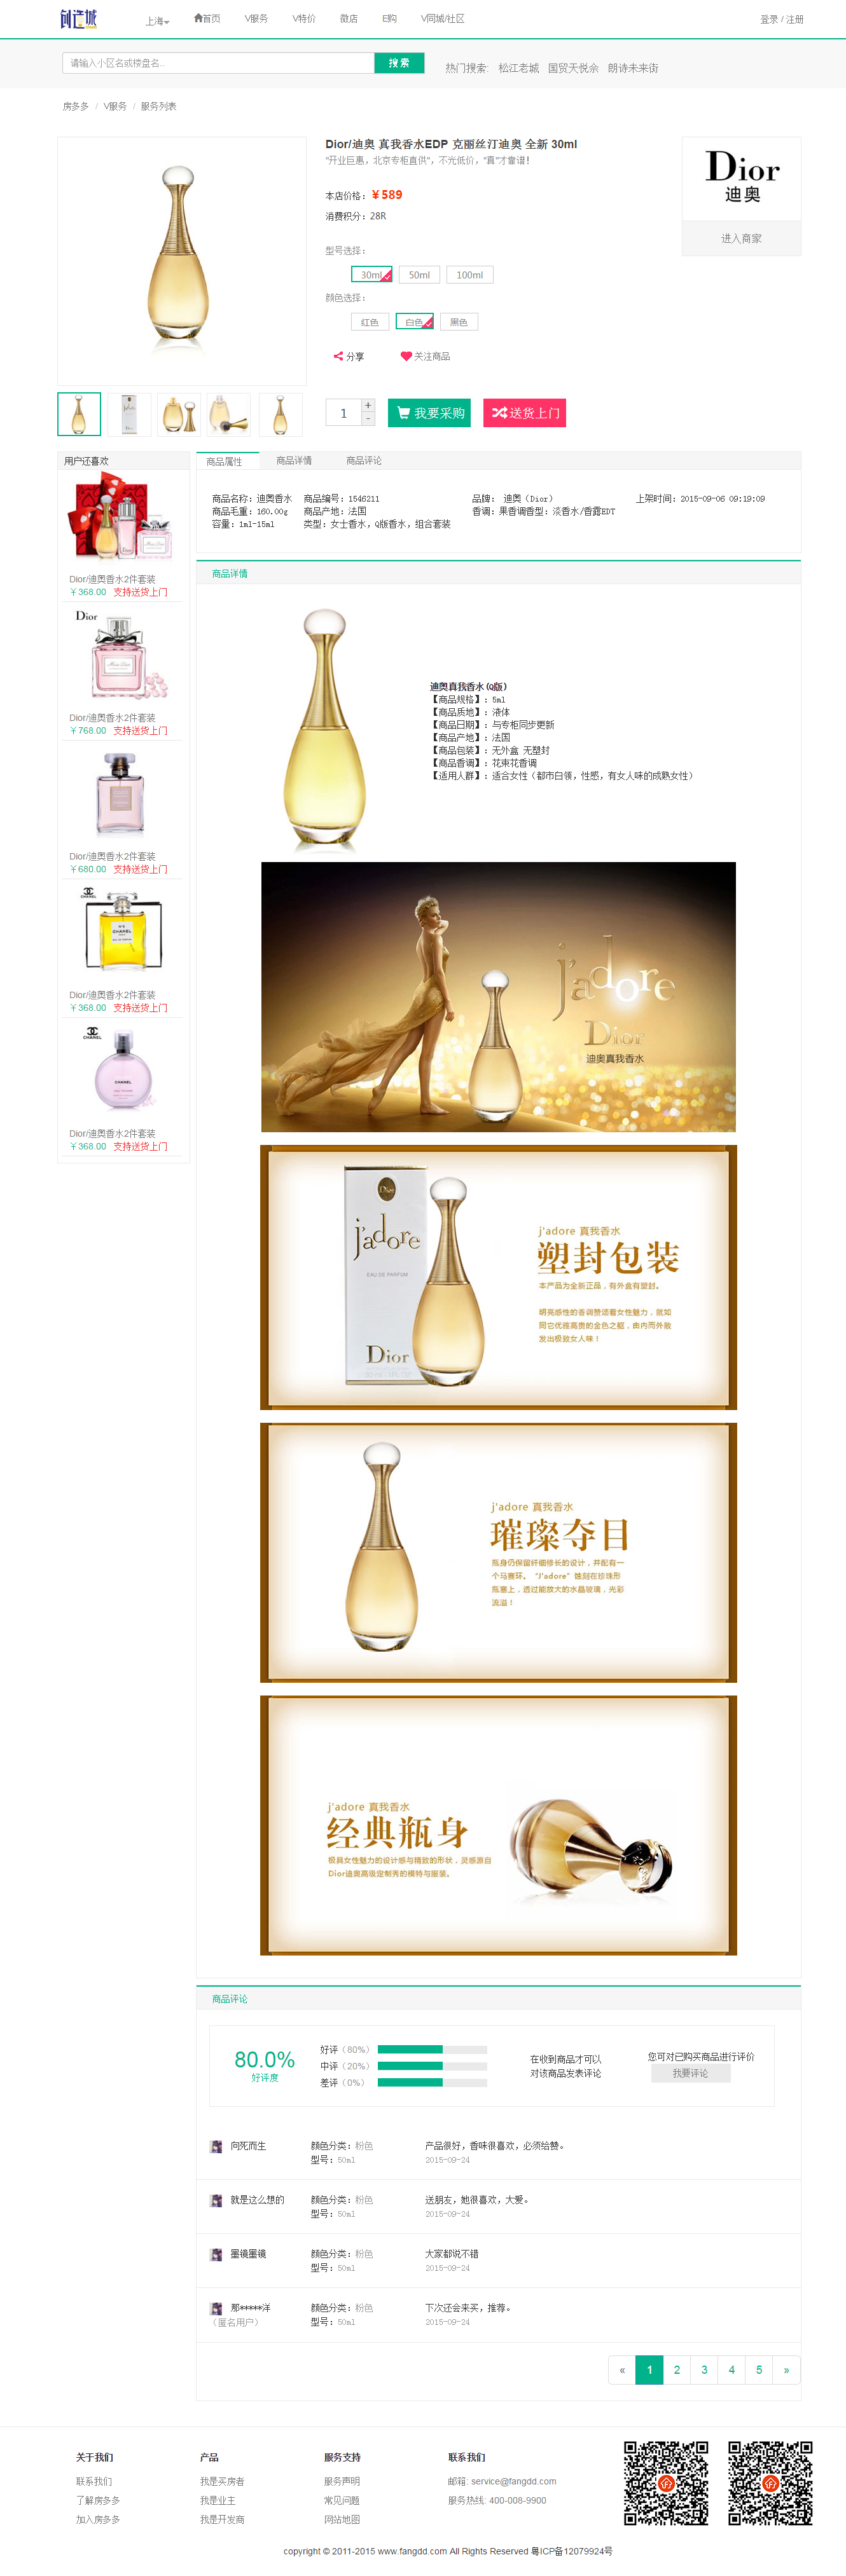 创造城
上海 首页 V服务 V特价 微店 E购 V同城/社区 登录 / 注册
请输入小区名或楼盘名.. 搜 索 热门搜索: 松江老城 国贸天悦汆 朗诗未来街
房多多 / V服务 / 服务列表
Dior/迪奥 真我香水EDP 克丽丝汀迪奥 全新 30ml
"开业巨惠，北京专柜直供"，不光低价，"真"才靠谱！
本店价格：￥589
消费积分：28R
型号选择：
30ml 50ml 100ml
颜色选择：
红色 白色 黑色
分享 关注商品
1 + - 我要采购 送货上门
Dior
迪奥
进入商家
用户还喜欢
Dior/迪奥香水2件套装
￥368.00 支持送货上门
Dior
Dior/迪奥香水2件套装
￥768.00 支持送货上门
Dior/迪奥香水2件套装
￥680.00 支持送货上门
CHANEL
Dior/迪奥香水2件套装
￥368.00 支持送货上门
CHANEL
Dior/迪奥香水2件套装
￥368.00 支持送货上门
商品属性 商品详情 商品评论
商品名称：迪奥香水 商品编号：1546211 品牌： 迪奥（Dior） 上架时间：2015-09-06 09:19:09
商品毛重：160.00g 商品产地：法国 香调：果香调香型：淡香水/香露EDT
容量：1ml-15ml 类型：女士香水，Q版香水，组合套装
商品详情
迪奥真我香水(Q版)
【商品规格】：5ml
【商品质地】：液体
【商品日期】：与专柜同步更新
【商品产地】：法国
【商品包装】：无外盒 无塑封
【商品香调】：花束花香调
【适用人群】：适合女性（都市白领，性感，有女人味的成熟女性）
j'adore
Dior
迪奥真我香水
Dior
j'adore
EAU DE PARFUM
Dior
j'adore 真我香水
塑封包装
本产品为全新正品，有外盒有塑封。
明亮感性的香调赞颂着女性魅力，就如
同它优雅高贵的金色之躯，由内而外散
发出极致女人味！
j'adore 真我香水
璀璨夺目
瓶身仍保留纤细修长的设计，并配有一
个马赛环。 “J'adore”蚀刻在珍珠形
瓶塞上，透过能放大的水晶玻璃，光彩
流溢！
j'adore 真我香水
经典瓶身
极具女性魅力的设计感与精致的形状，灵感源自
Dior迪奥高级定制秀的模特与服装。
商品评论
80.0%
好评度
好评（80%）
中评（20%）
差评（0%）
在收到商品才可以
对该商品发表评论
您可对已购买商品进行评价
我要评论
向死而生 颜色分类：粉色 产品很好，香味很喜欢，必须给赞。
型号：50ml 2015-09-24
就是这么想的 颜色分类：粉色 送朋友，她很喜欢，大爱。
型号：50ml 2015-09-24
墨镜墨镜 颜色分类：粉色 大家都说不错
型号：50ml 2015-09-24
那*****洋 颜色分类：粉色 下次还会来买，推荐。
（匿名用户） 型号：50ml 2015-09-24
« 1 2 3 4 5 »
关于我们 产品 服务支持 联系我们
联系我们 我是买房者 服务声明 邮箱: service@fangdd.com
了解房多多 我是业主 常见问题 服务热线: 400-008-9900
加入房多多 我是开发商 网站地图
copyright © 2011-2015 www.fangdd.com All Rights Reserved 粤ICP备12079924号